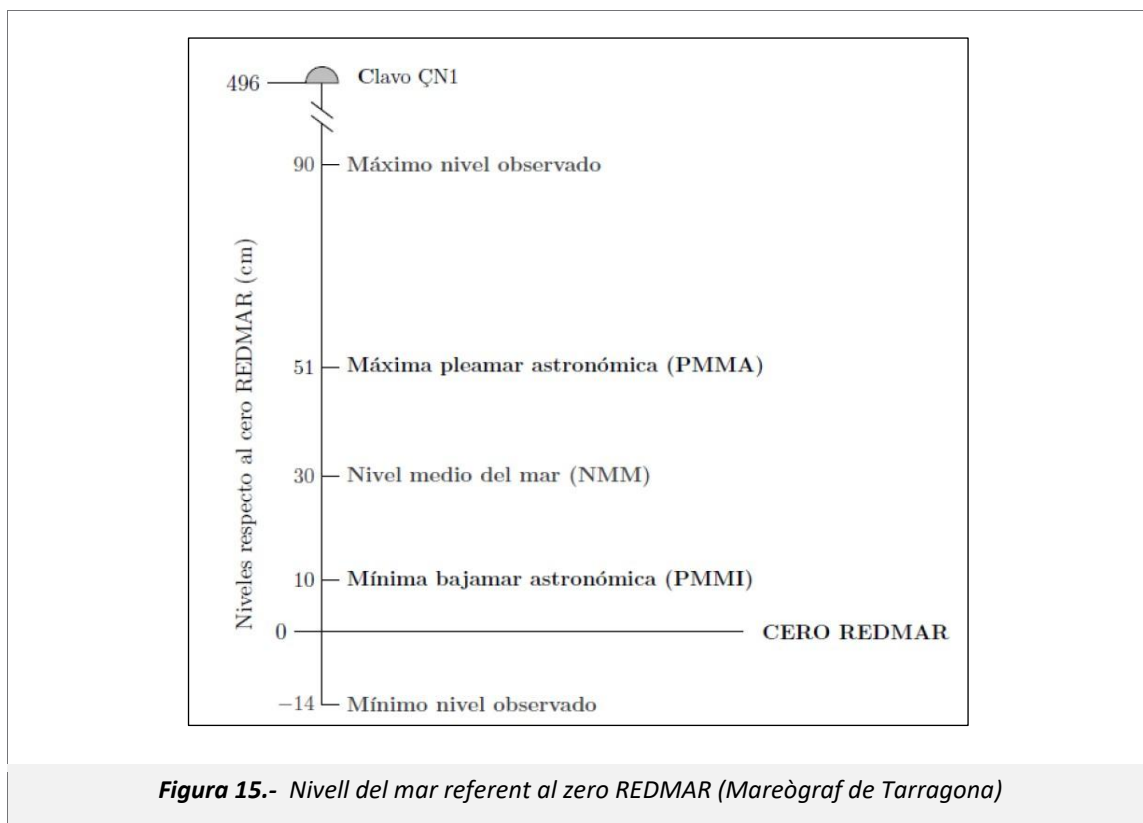 496 Clavo ÇN1
90 Máximo nivel observado
51 Máxima pleamar astronómica (PMMA)
30 Nivel medio del mar (NMM)
10 Mínima bajamar astronómica (PMMI)
0 CERO REDMAR
−14 Mínimo nivel observado
Niveles respecto al cero REDMAR (cm)
Figura 15.- Nivell del mar referent al zero REDMAR (Mareògraf de Tarragona)